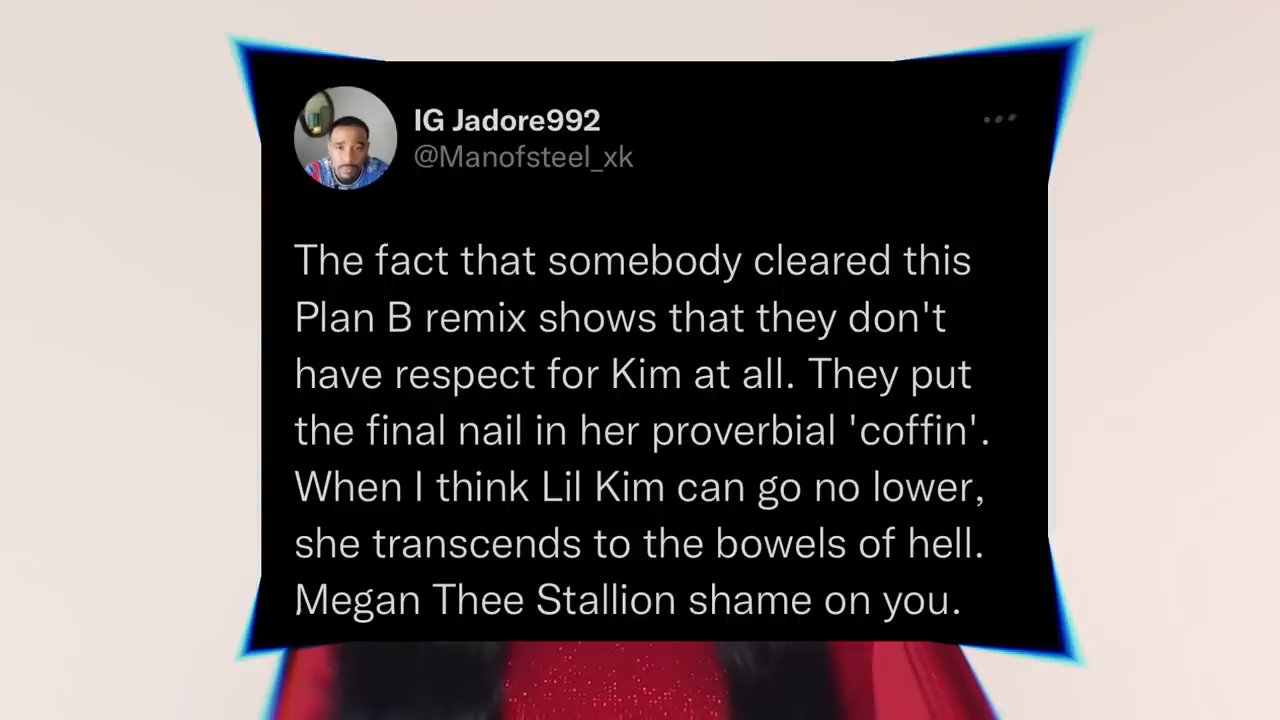 IG Jadore992
@Manofsteel_xk
The fact that somebody cleared this
Plan B remix shows that they don't
have respect for Kim at all. They put
the final nail in her proverbial 'coffin'.
When I think Lil Kim can go no lower,
she transcends to the bowels of hell.
Megan Thee Stallion shame on you.